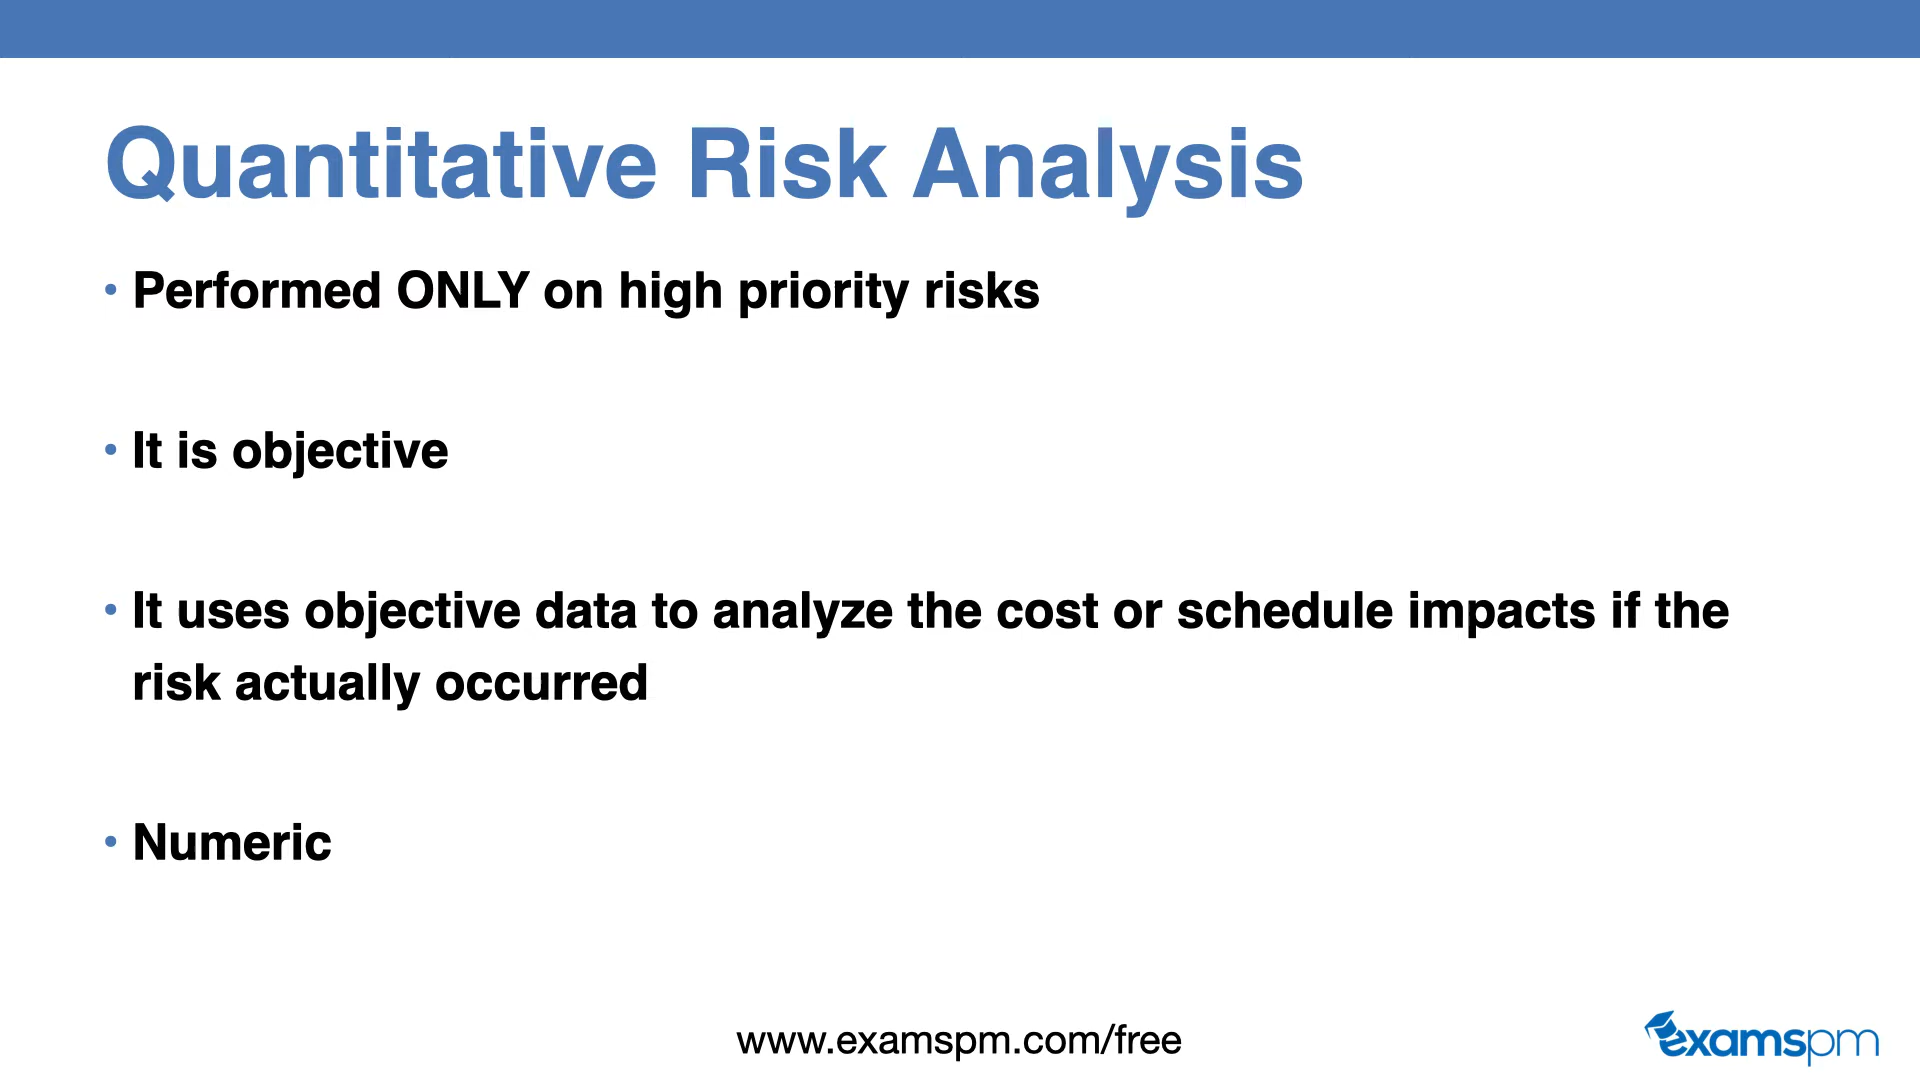 Quantitative Risk Analysis
• Performed ONLY on high priority risks
• It is objective
• It uses objective data to analyze the cost or schedule impacts if the
risk actually occurred
• Numeric
www.examspm.com/free
examspm